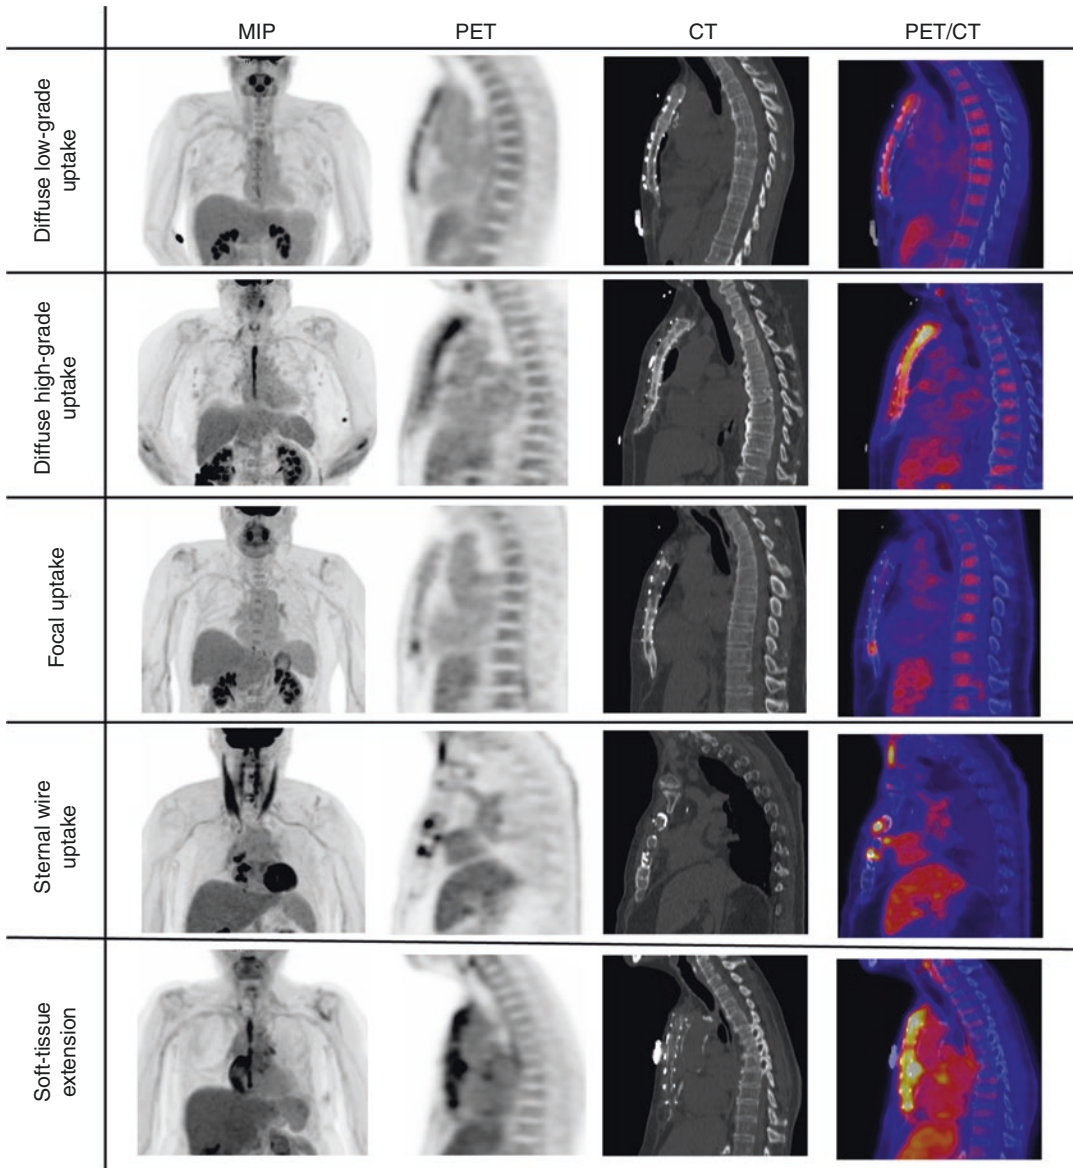 MIP PET CT PET/CT
Diffuse low-grade
uptake
Diffuse high-grade
uptake
Focal uptake
Sternal wire
uptake
Soft-tissue
extension